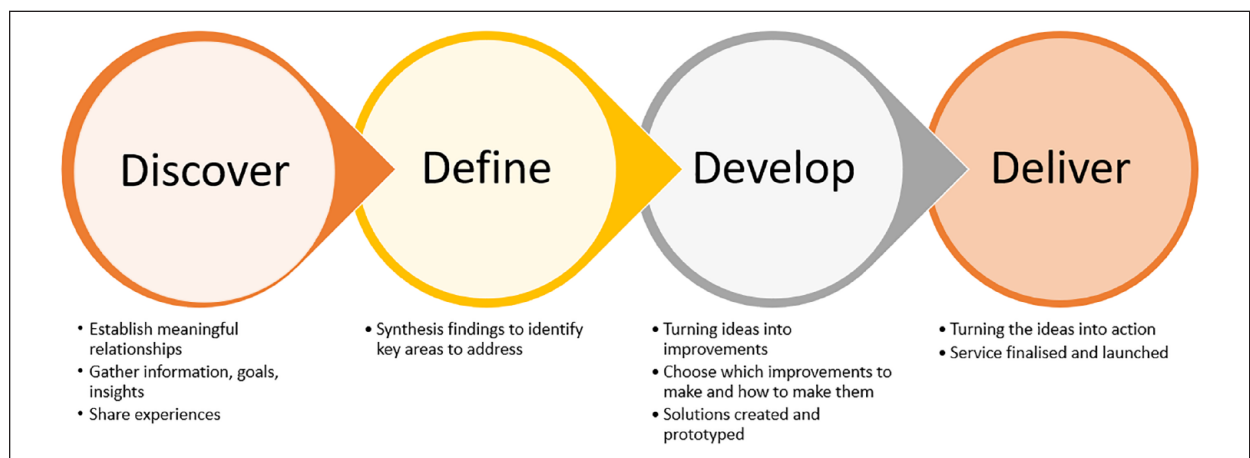 Discover
Define
Develop
Deliver
• Establish meaningful
relationships
• Gather information, goals,
insights
• Share experiences
• Synthesis findings to identify
key areas to address
• Turning ideas into
improvements
• Choose which improvements to
make and how to make them
• Solutions created and
prototyped
• Turning the ideas into action
• Service finalised and launched